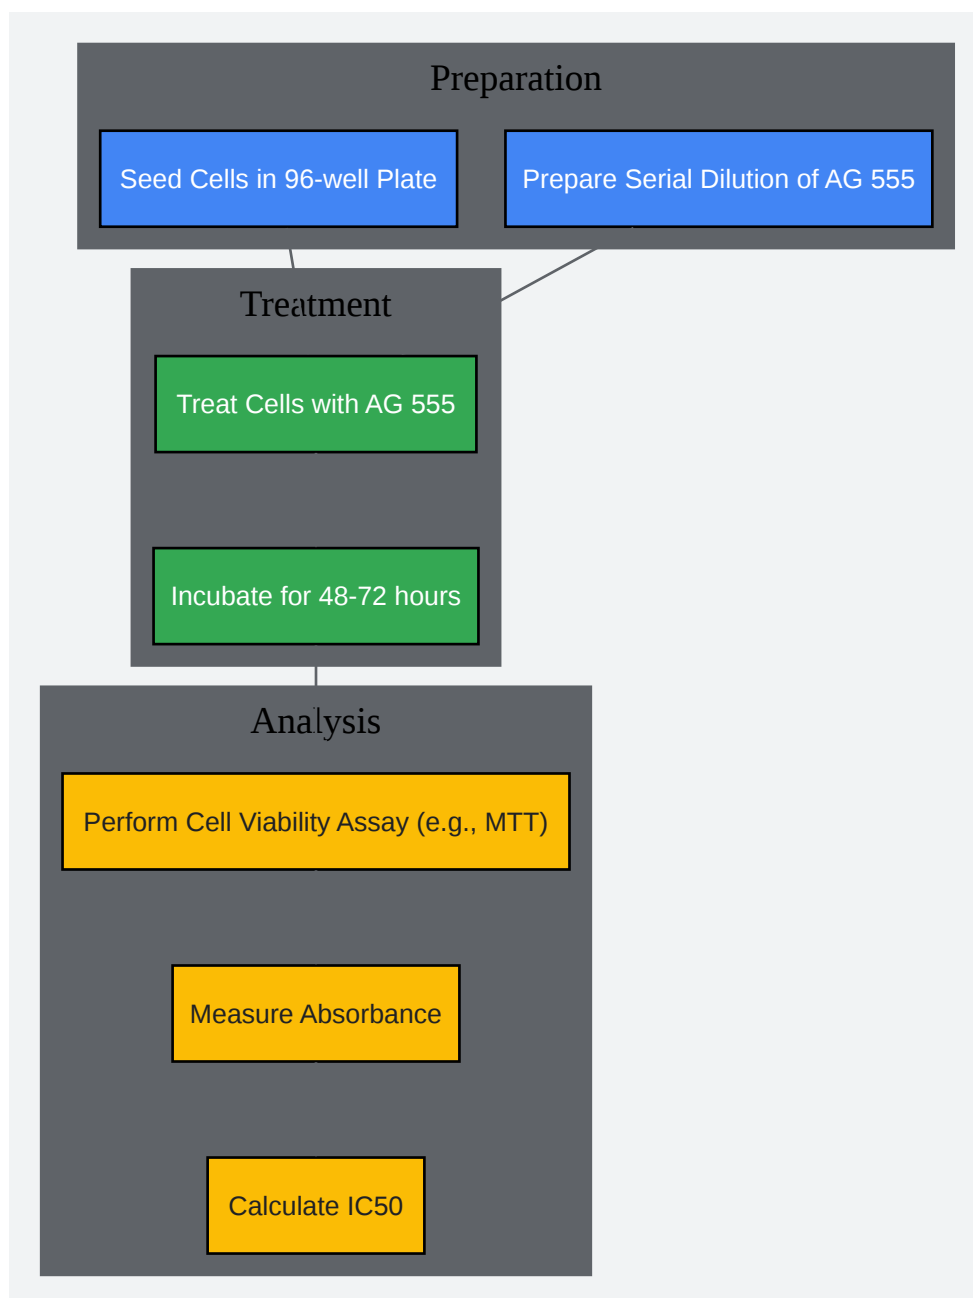 Preparation
Seed Cells in 96-well Plate
Prepare Serial Dilution of AG 555
Treatment
Treat Cells with AG 555
Incubate for 48-72 hours
Analysis
Perform Cell Viability Assay (e.g., MTT)
Measure Absorbance
Calculate IC50